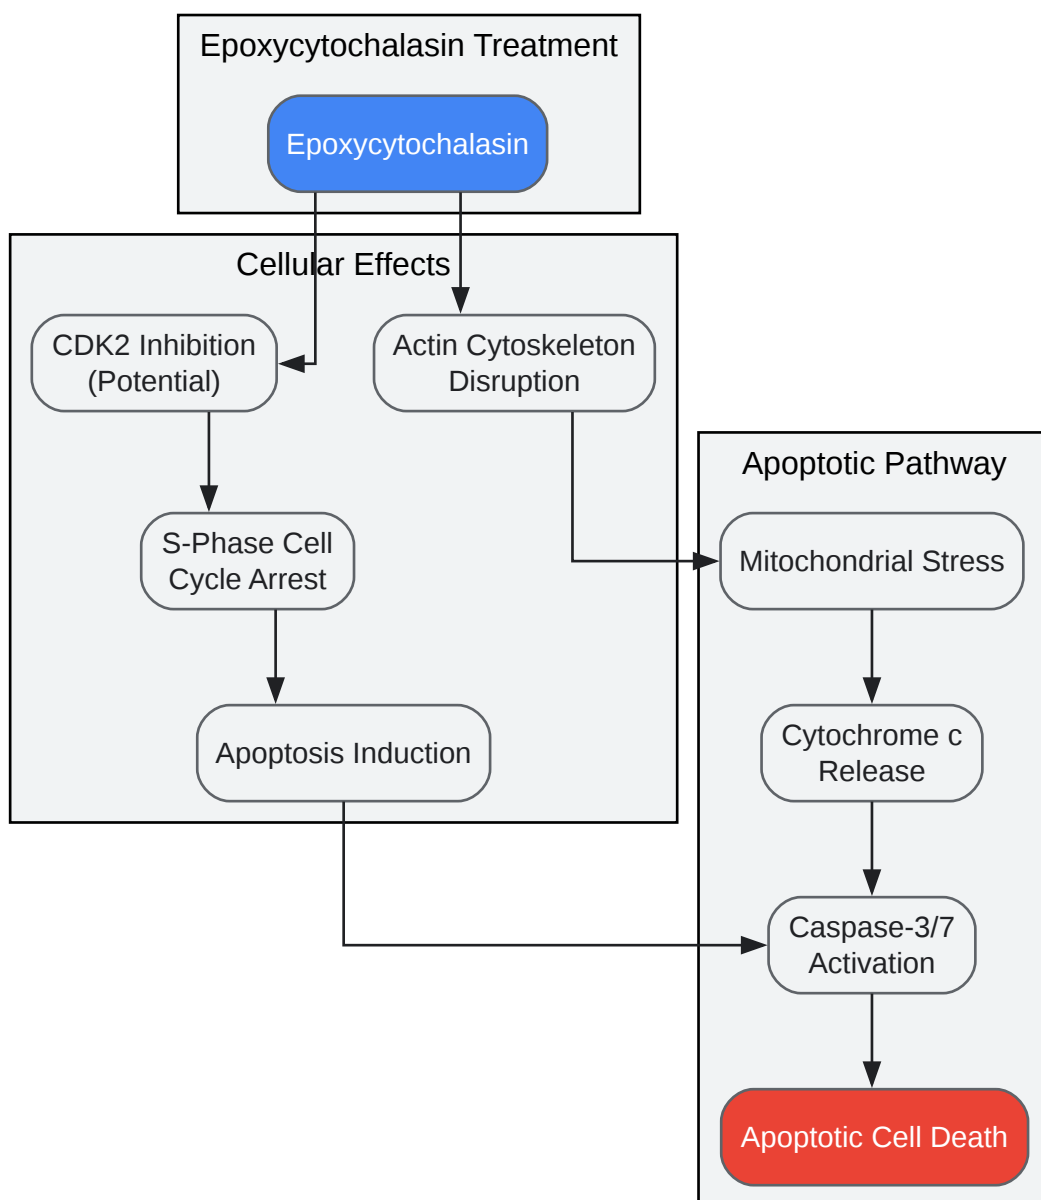 Epoxycytochalasin Treatment
Epoxycytochalasin
Cellular Effects
CDK2 Inhibition
(Potential)
Actin Cytoskeleton
Disruption
S-Phase Cell
Cycle Arrest
Apoptosis Induction
Apoptotic Pathway
Mitochondrial Stress
Cytochrome c
Release
Caspase-3/7
Activation
Apoptotic Cell Death